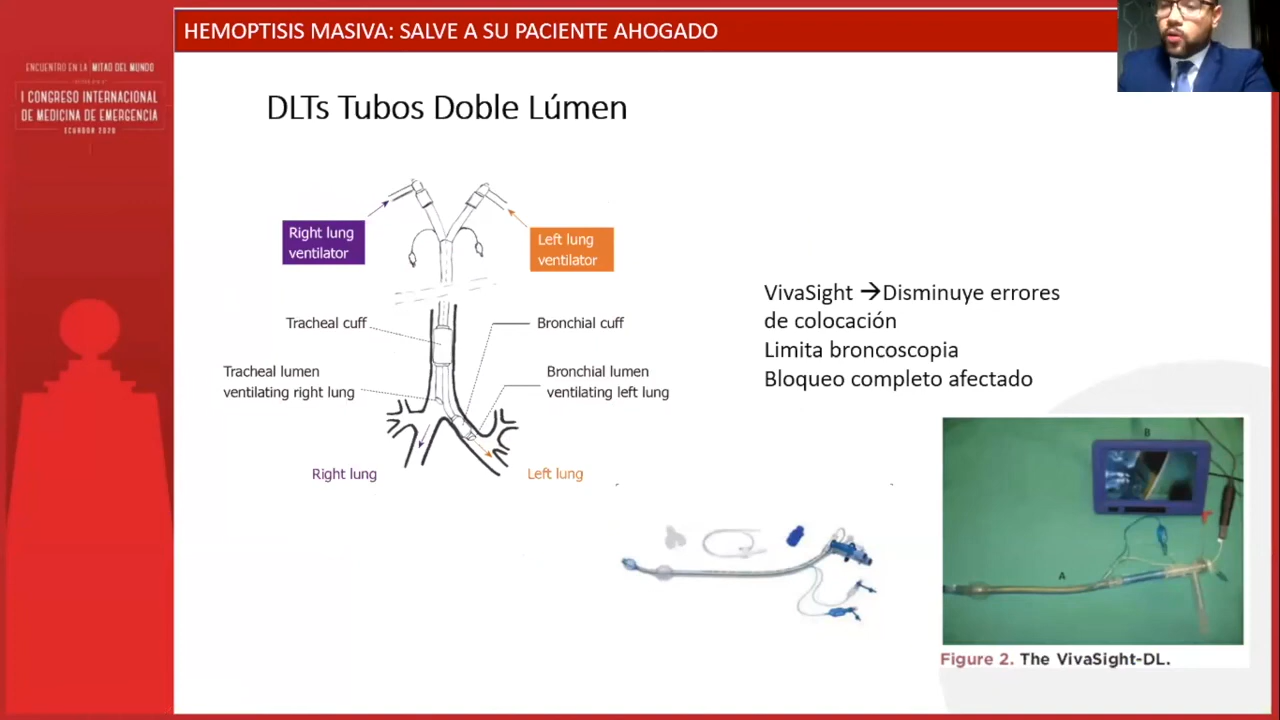 HEMOPTISIS MASIVA: SALVE A SU PACIENTE AHOGADO
ENCUENTRO EN LA MITAD DEL MUNDO
I CONGRESO INTERNACIONAL
DE MEDICINA DE EMERGENCIA
ECUADOR 2020
DLTs Tubos Doble Lúmen
Right lung
ventilator
Left lung
ventilator
Tracheal cuff
Bronchial cuff
Tracheal lumen
ventilating right lung
Bronchial lumen
ventilating left lung
Right lung
Left lung
VivaSight →Disminuye errores
de colocación
Limita broncoscopia
Bloqueo completo afectado
B
A
Figure 2. The VivaSight-DL.